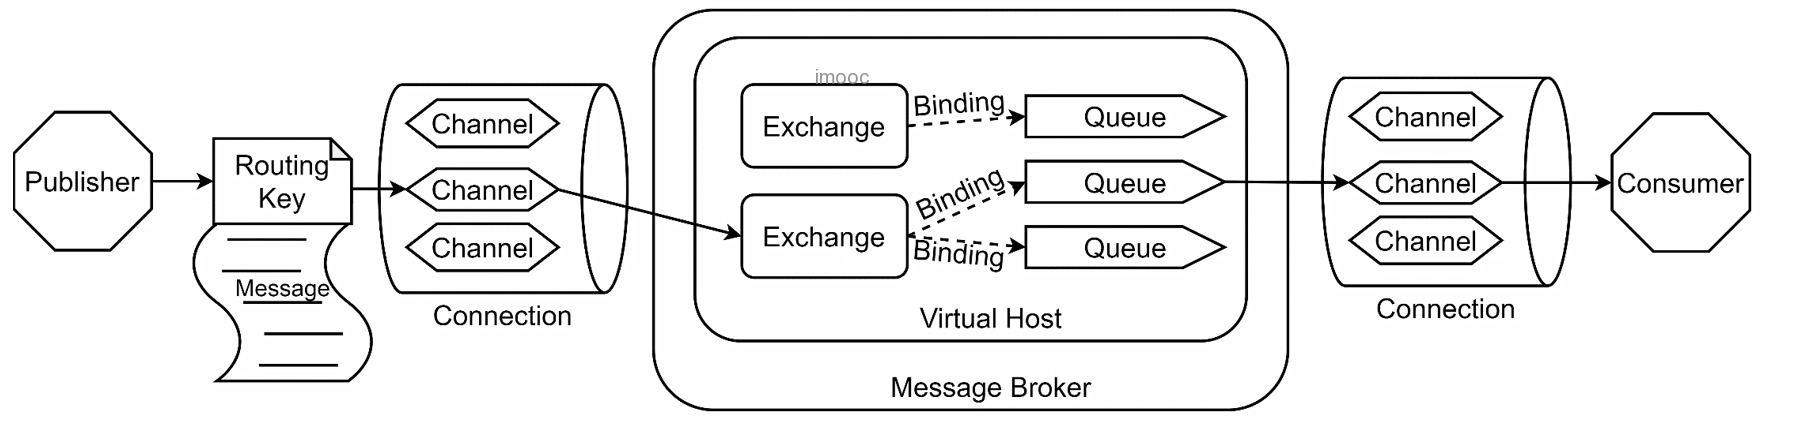 Publisher
Routing
Key
Message
Channel
Channel
Channel
Connection
imooc
Exchange
Exchange
Binding
Binding
Binding
Queue
Queue
Queue
Virtual Host
Message Broker
Channel
Channel
Channel
Connection
Consumer